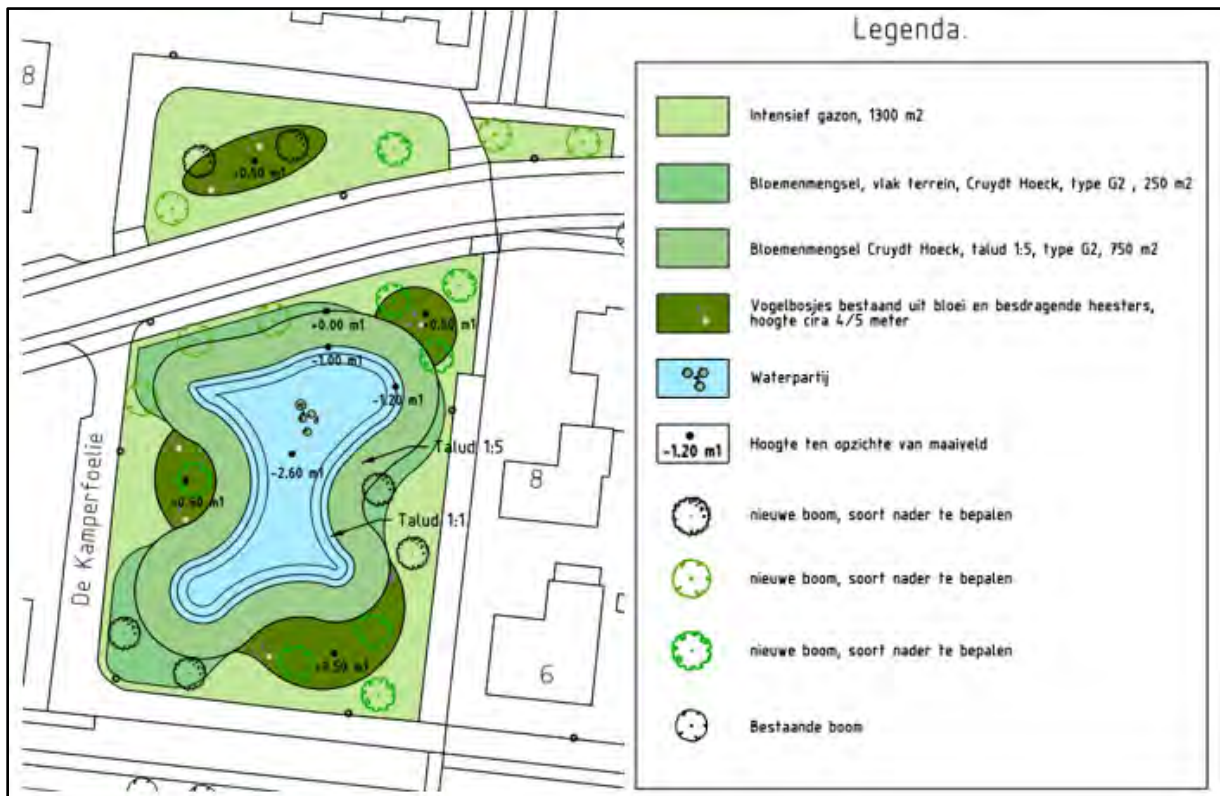 Legenda.
8
+0.50 m1
+0.00 m1
+0.50 m1
-1.00 m1
-1.20 m1
Talud 1:5
-2.60 m1
8
+0.50 m1
Talud 1:1
De Kamperfoelie
+0.50 m1
6
Intensief gazon, 1300 m2
Bloemenmengsel, vlak terrein, Cruydt Hoeck, type G2 , 250 m2
Bloemenmengsel Cruydt Hoeck, talud 1:5, type G2, 750 m2
Vogelbosjes bestaand uit bloei en besdragende heesters,
hoogte cira 4/5 meter
Waterpartij
-1.20 m1
Hoogte ten opzichte van maaiveld
nieuwe boom, soort nader te bepalen
nieuwe boom, soort nader te bepalen
nieuwe boom, soort nader te bepalen
Bestaande boom